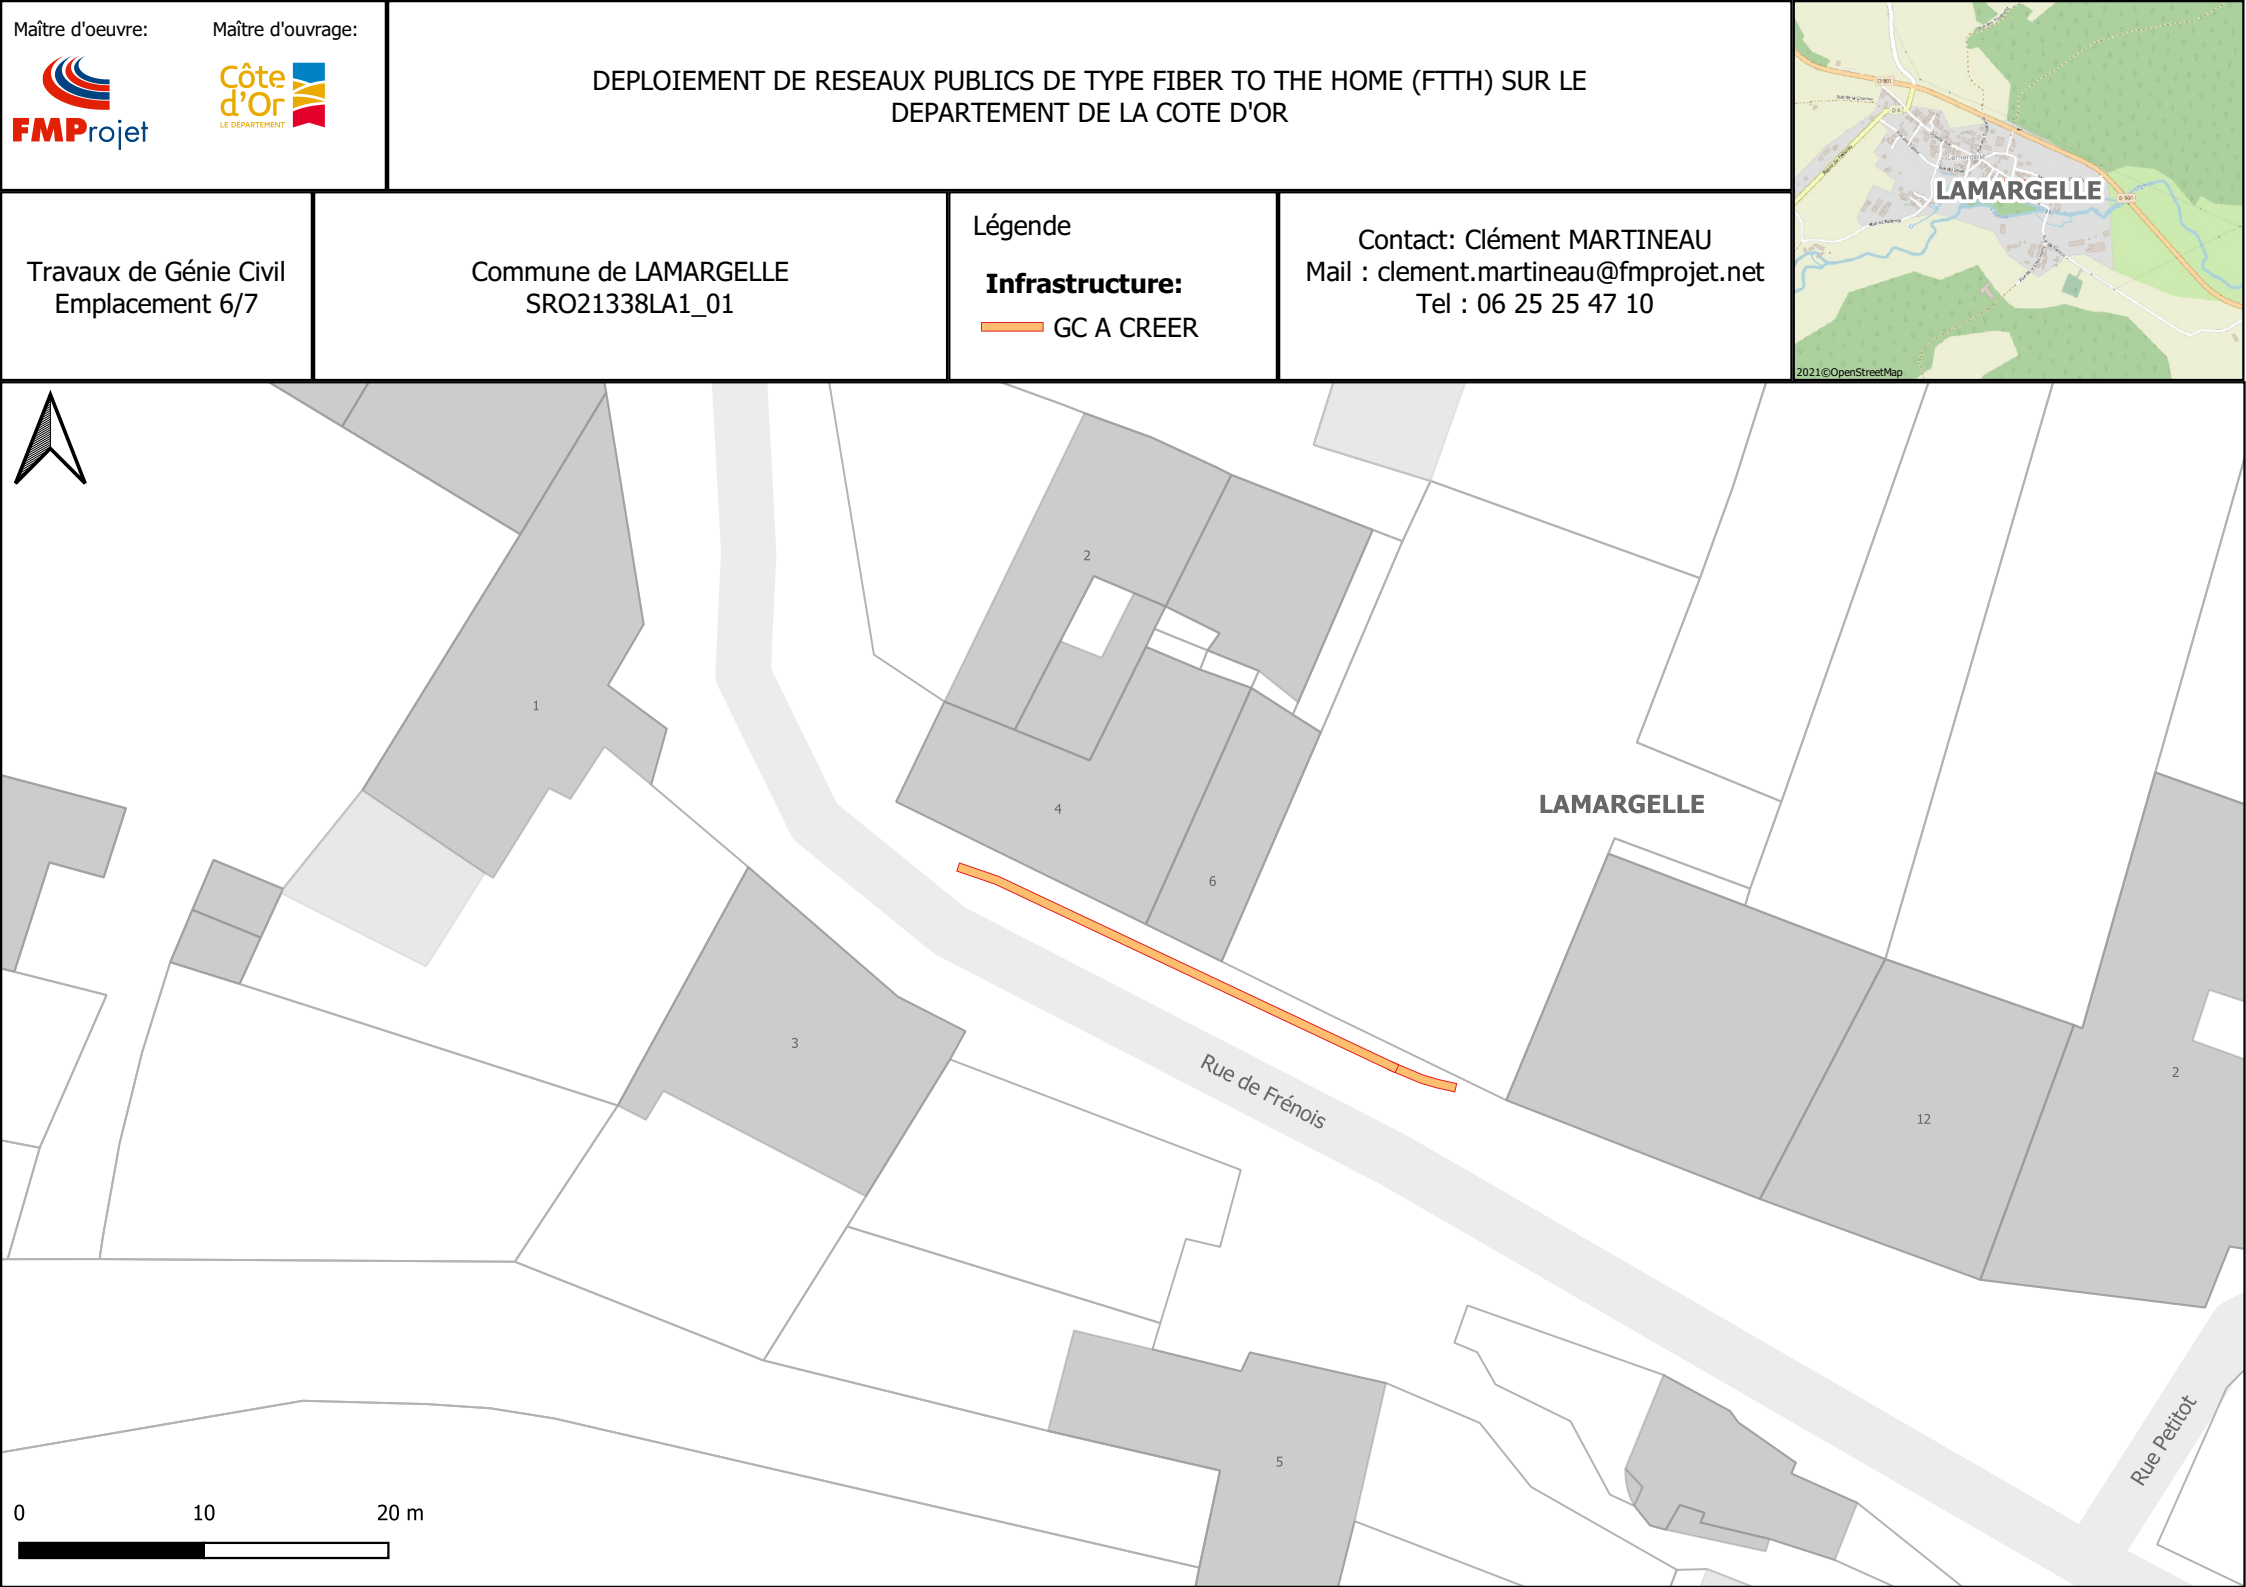 Maître d'oeuvre:
Maître d'ouvrage:
FMProjet
Côte
d'Or
LE DÉPARTEMENT
DEPLOIEMENT DE RESEAUX PUBLICS DE TYPE FIBER TO THE HOME (FTTH) SUR LE
DEPARTEMENT DE LA COTE D'OR
Travaux de Génie Civil
Emplacement 6/7
Commune de LAMARGELLE
SRO21338LA1_01
Légende
Infrastructure:
GC A CREER
Contact: Clément MARTINEAU
Mail : clement.martineau@fmprojet.net
Tel : 06 25 25 47 10
D 901
D 6
Lamargelle
LAMARGELLE
D 901
2021©OpenStreetMap
2
1
4
LAMARGELLE
6
3
Rue de Frénois
2
12
5
Rue Petitot
0
10
20 m